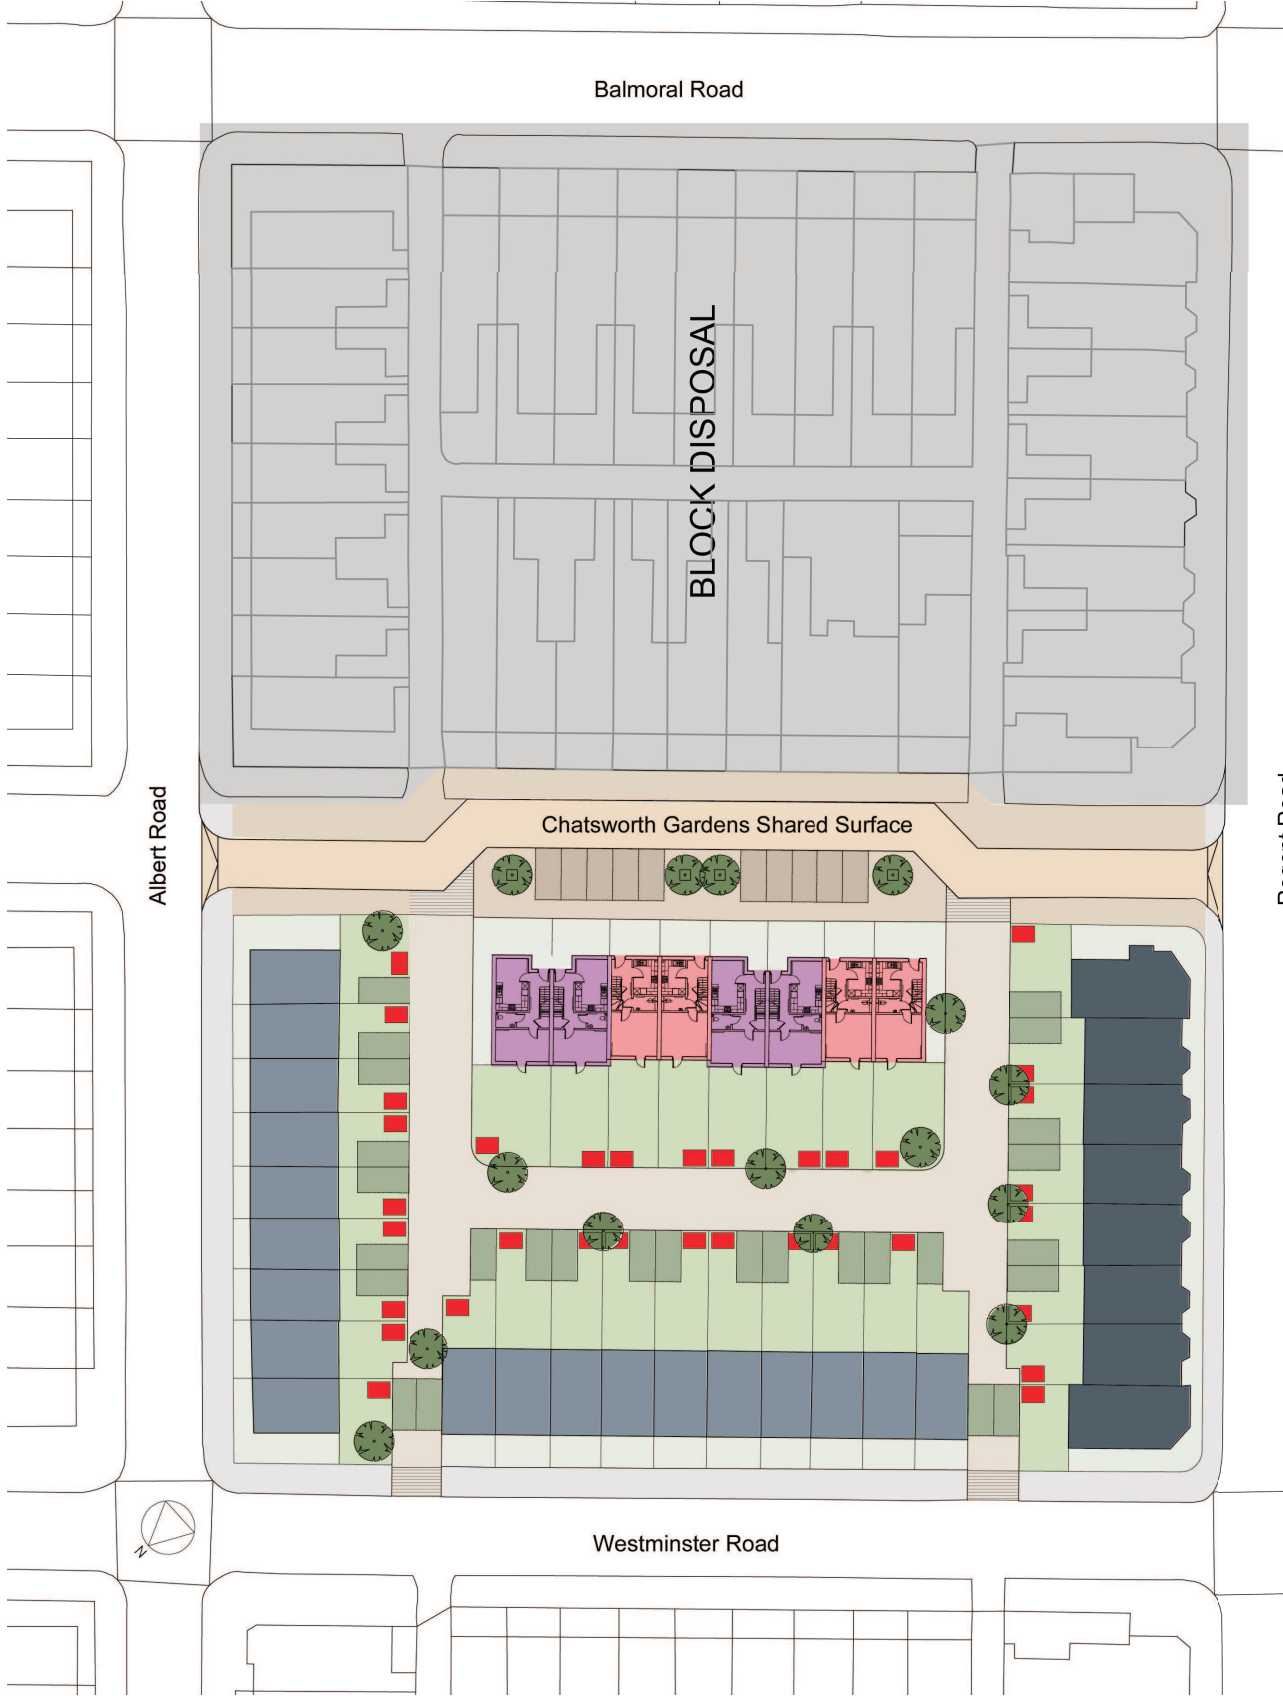 Balmoral Road
BLOCK DISPOSAL
Chatsworth Gardens Shared Surface
Albert Road
Westminster Road
N